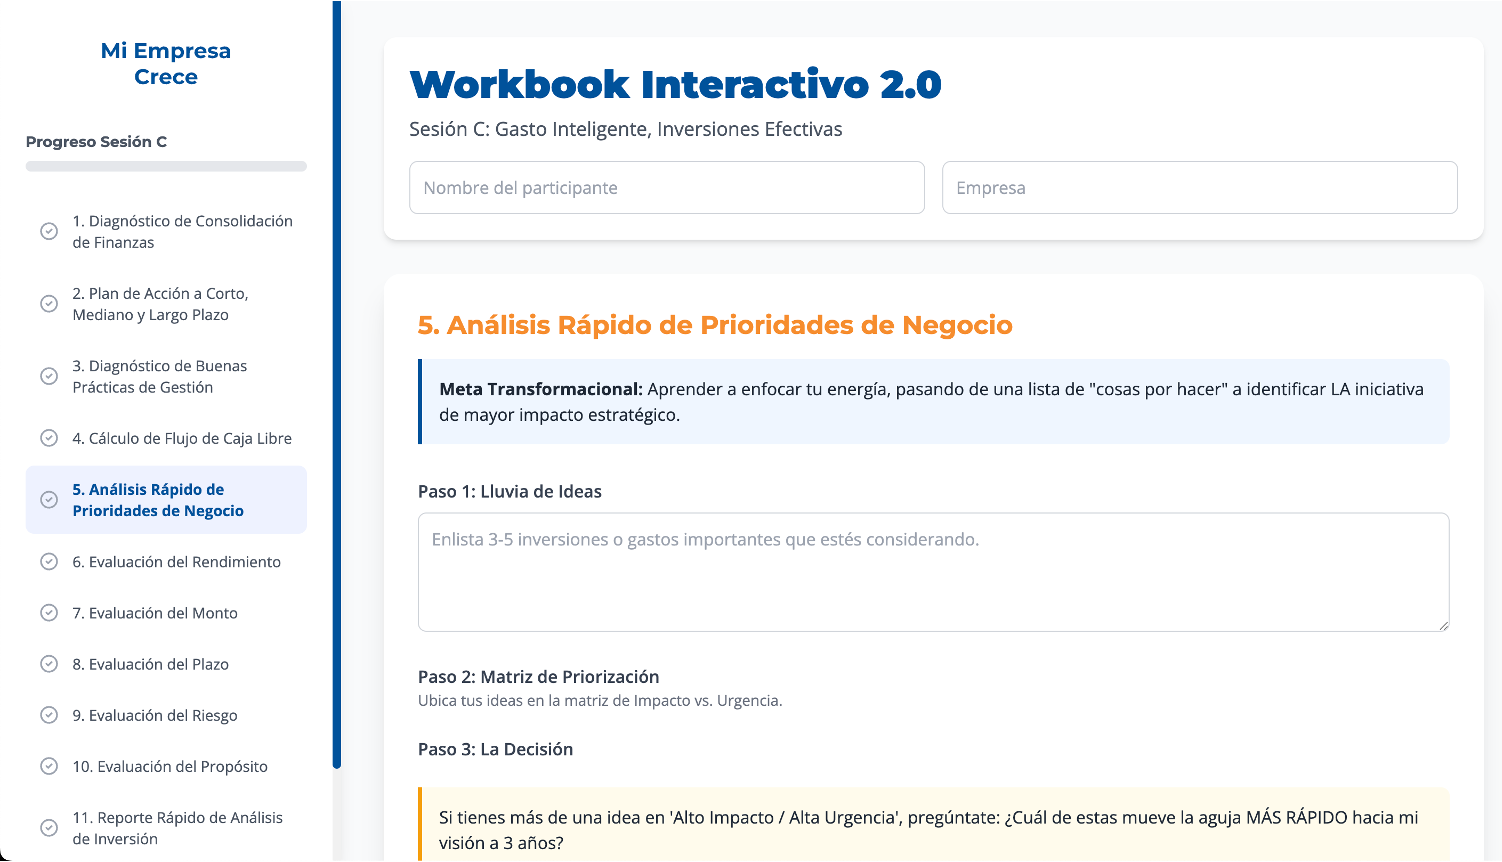 Mi Empresa
Crece
Progreso Sesión C
1. Diagnóstico de Consolidación
de Finanzas
2. Plan de Acción a Corto,
Mediano y Largo Plazo
3. Diagnóstico de Buenas
Prácticas de Gestión
4. Cálculo de Flujo de Caja Libre
5. Análisis Rápido de
Prioridades de Negocio
6. Evaluación del Rendimiento
7. Evaluación del Monto
8. Evaluación del Plazo
9. Evaluación del Riesgo
10. Evaluación del Propósito
11. Reporte Rápido de Análisis
de Inversión
Workbook Interactivo 2.0
Sesión C: Gasto Inteligente, Inversiones Efectivas
Nombre del participante
Empresa
5. Análisis Rápido de Prioridades de Negocio
Meta Transformacional: Aprender a enfocar tu energía, pasando de una lista de "cosas por hacer" a identificar LA iniciativa
de mayor impacto estratégico.
Paso 1: Lluvia de Ideas
Enlista 3-5 inversiones o gastos importantes que estés considerando.
Paso 2: Matriz de Priorización
Ubica tus ideas en la matriz de Impacto vs. Urgencia.
Paso 3: La Decisión
Si tienes más de una idea en 'Alto Impacto / Alta Urgencia', pregúntate: ¿Cuál de estas mueve la aguja MÁS RÁPIDO hacia mi
visión a 3 años?